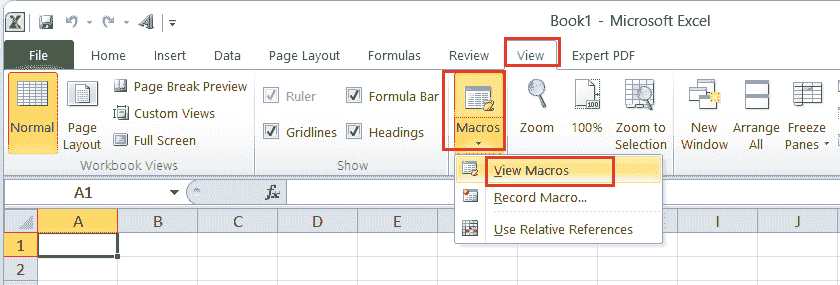 Book1 - Microsoft Excel
File Home Insert Data Page Layout Formulas Review View Expert PDF
Normal
Page Layout
Page Break Preview
Custom Views
Full Screen
Workbook Views
Ruler
Formula Bar
Gridlines
Headings
Show
Macros
Zoom
100%
Zoom to Selection
New Window
Arrange All
Freeze Panes
View Macros
Record Macro...
Use Relative References
A1
fx
A B C D E I J
1
2